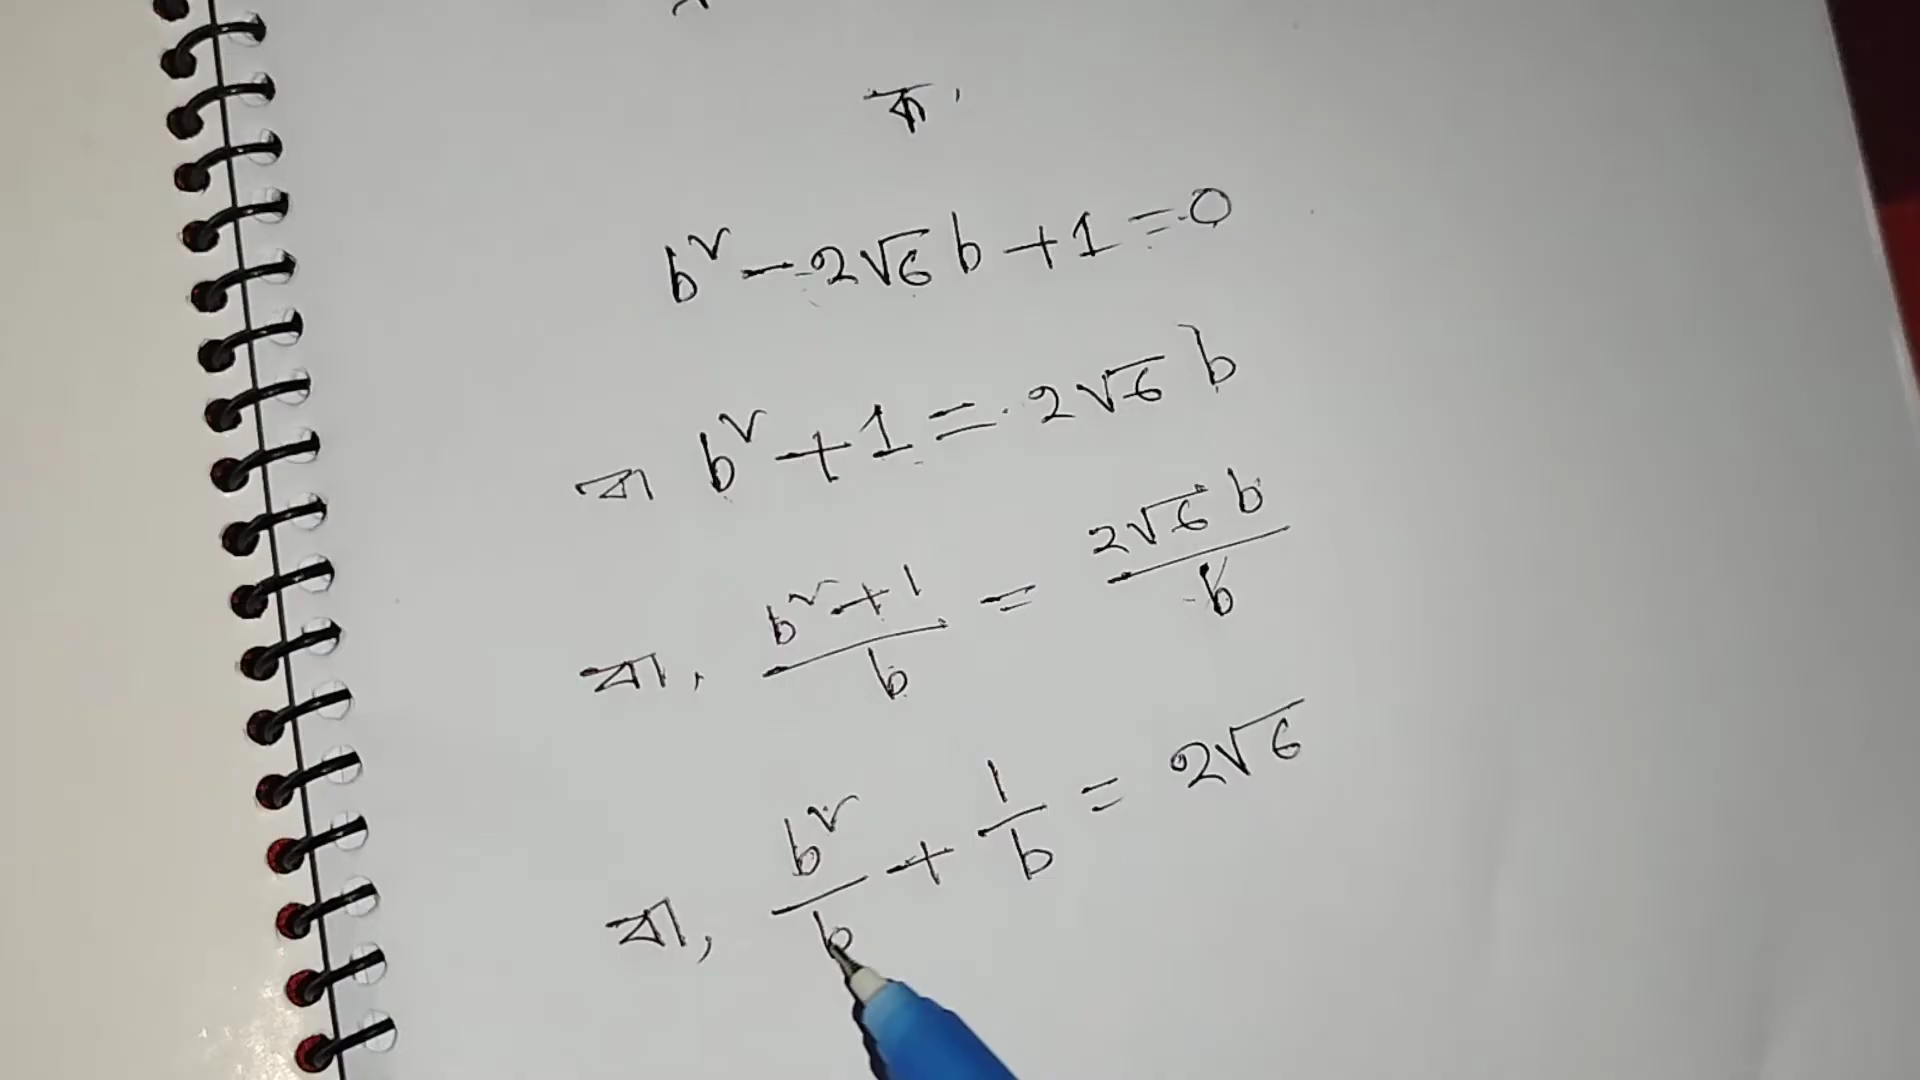 ক.
b² - 2√6 b + 1 = 0
বা b² + 1 = 2√6 b
বা, (b² + 1)/b = 2√6 b/b
বা, b²/b + 1/b = 2√6